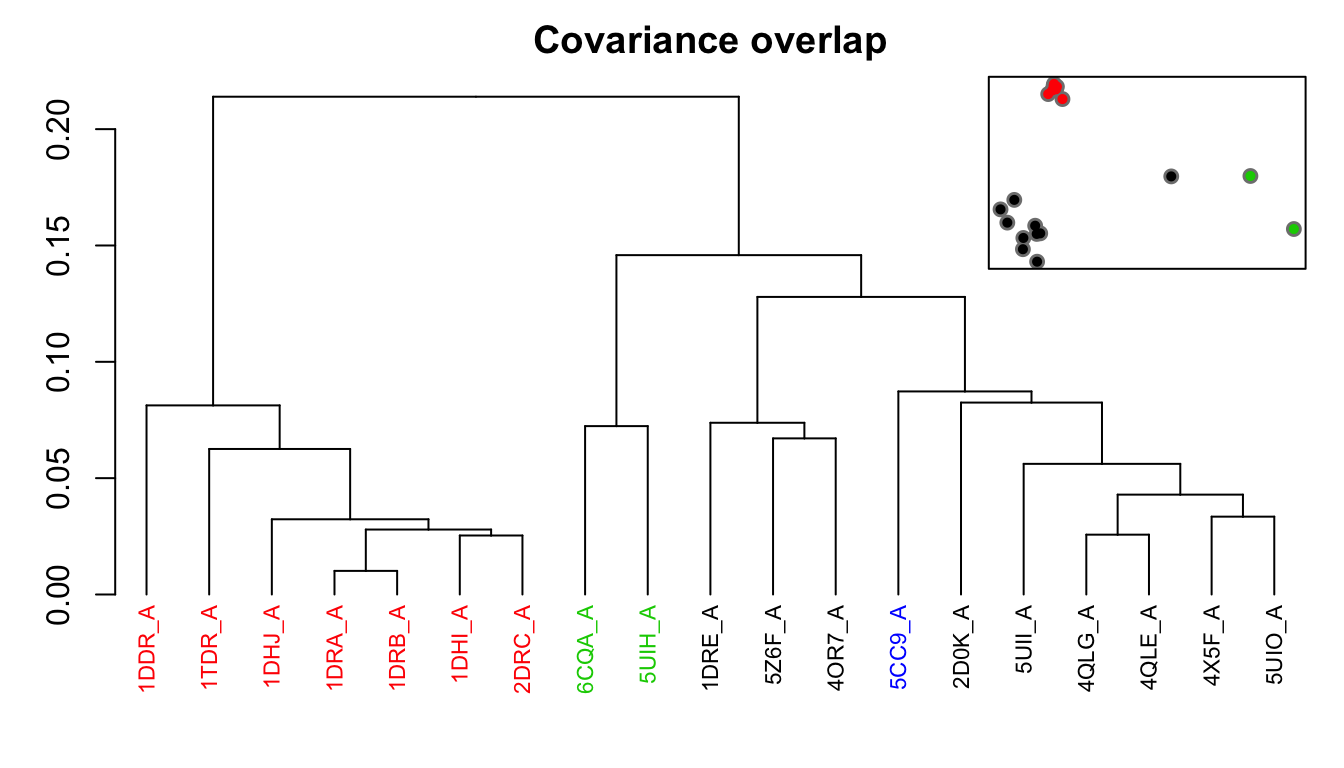 Covariance overlap
0.20
0.15
0.10
0.05
0.00
1DDR_A
1TDR_A
1DHJ_A
1DRA_A
1DRB_A
1DHI_A
2DRC_A
6CQA_A
5UIH_A
1DRE_A
5Z6F_A
4OR7_A
5CC9_A
2D0K_A
5UII_A
4QLG_A
4QLE_A
4X5F_A
5UIO_A